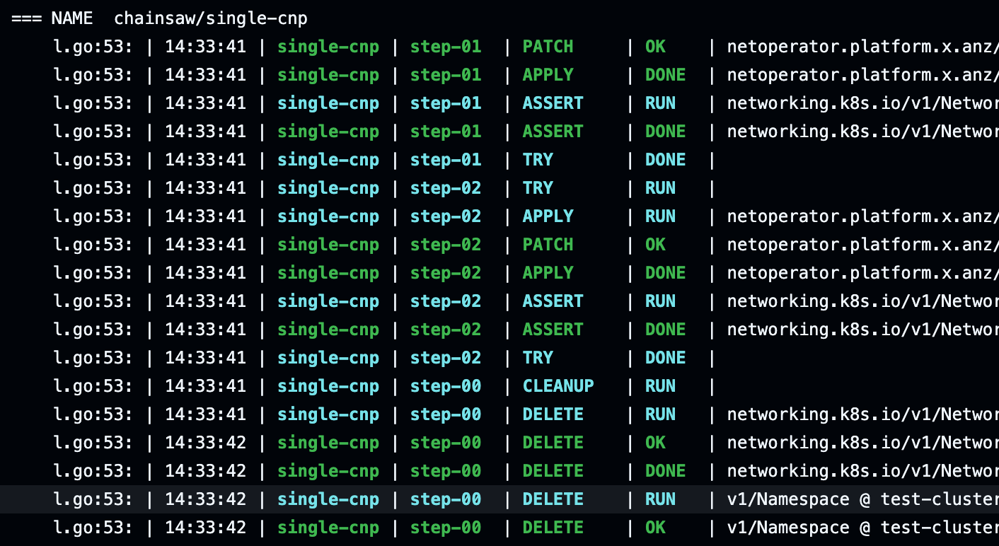 === NAME  chainsaw/single-cnp
l.go:53: | 14:33:41 | single-cnp | step-01  | PATCH     | OK    | netoperator.platform.x.anz/
l.go:53: | 14:33:41 | single-cnp | step-01  | APPLY     | DONE  | netoperator.platform.x.anz/
l.go:53: | 14:33:41 | single-cnp | step-01  | ASSERT    | RUN   | networking.k8s.io/v1/Networ
l.go:53: | 14:33:41 | single-cnp | step-01  | ASSERT    | DONE  | networking.k8s.io/v1/Networ
l.go:53: | 14:33:41 | single-cnp | step-01  | TRY       | DONE  |
l.go:53: | 14:33:41 | single-cnp | step-02  | TRY       | RUN   |
l.go:53: | 14:33:41 | single-cnp | step-02  | APPLY     | RUN   | netoperator.platform.x.anz/
l.go:53: | 14:33:41 | single-cnp | step-02  | PATCH     | OK    | netoperator.platform.x.anz/
l.go:53: | 14:33:41 | single-cnp | step-02  | APPLY     | DONE  | netoperator.platform.x.anz/
l.go:53: | 14:33:41 | single-cnp | step-02  | ASSERT    | RUN   | networking.k8s.io/v1/Networ
l.go:53: | 14:33:41 | single-cnp | step-02  | ASSERT    | DONE  | networking.k8s.io/v1/Networ
l.go:53: | 14:33:41 | single-cnp | step-02  | TRY       | DONE  |
l.go:53: | 14:33:41 | single-cnp | step-00  | CLEANUP   | RUN   |
l.go:53: | 14:33:41 | single-cnp | step-00  | DELETE    | RUN   | networking.k8s.io/v1/Networ
l.go:53: | 14:33:42 | single-cnp | step-00  | DELETE    | OK    | networking.k8s.io/v1/Networ
l.go:53: | 14:33:42 | single-cnp | step-00  | DELETE    | DONE  | networking.k8s.io/v1/Networ
l.go:53: | 14:33:42 | single-cnp | step-00  | DELETE    | RUN   | v1/Namespace @ test-cluster
l.go:53: | 14:33:42 | single-cnp | step-00  | DELETE    | OK    | v1/Namespace @ test-cluster